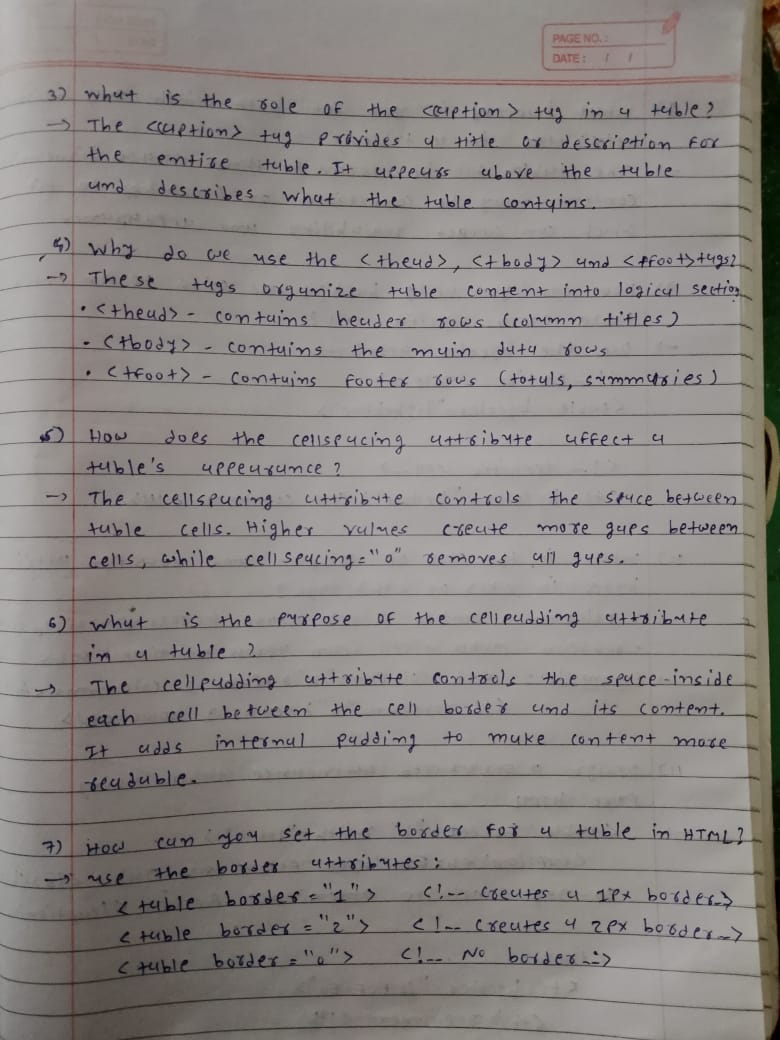 PAGE NO.:
DATE: / /
3) what is the role of the <caption> tag in a table?
→ The <caption> tag provides a title or description for
the entire table. It appears above the table
and describes what the table contains.
4) Why do we use the <thead>, <tbody> and <tfoot> tags?
→ These tags organize table content into logical section
• <thead> - contains header rows (column titles)
• <tbody> - contains the main data rows
• <tfoot> - contains footer rows (totals, summaries)
5) How does the cellspacing attribute affect a
table's appearance?
→ The cellspacing attribute controls the space between
table cells. Higher values create more gaps between
cells, while cellspacing="0" removes all gaps.
6) what is the purpose of the cellpadding attribute
in a table?
→ The cellpadding attribute controls the space inside
each cell between the cell border and its content.
It adds internal padding to make content more
readable.
7) How can you set the border for a table in HTML?
→ use the border attributes:
<table border="1"> <!-- creates a 1px border-->
<table border="2"> <!-- creates a 2px border-->
<table border="0"> <!-- No border-->